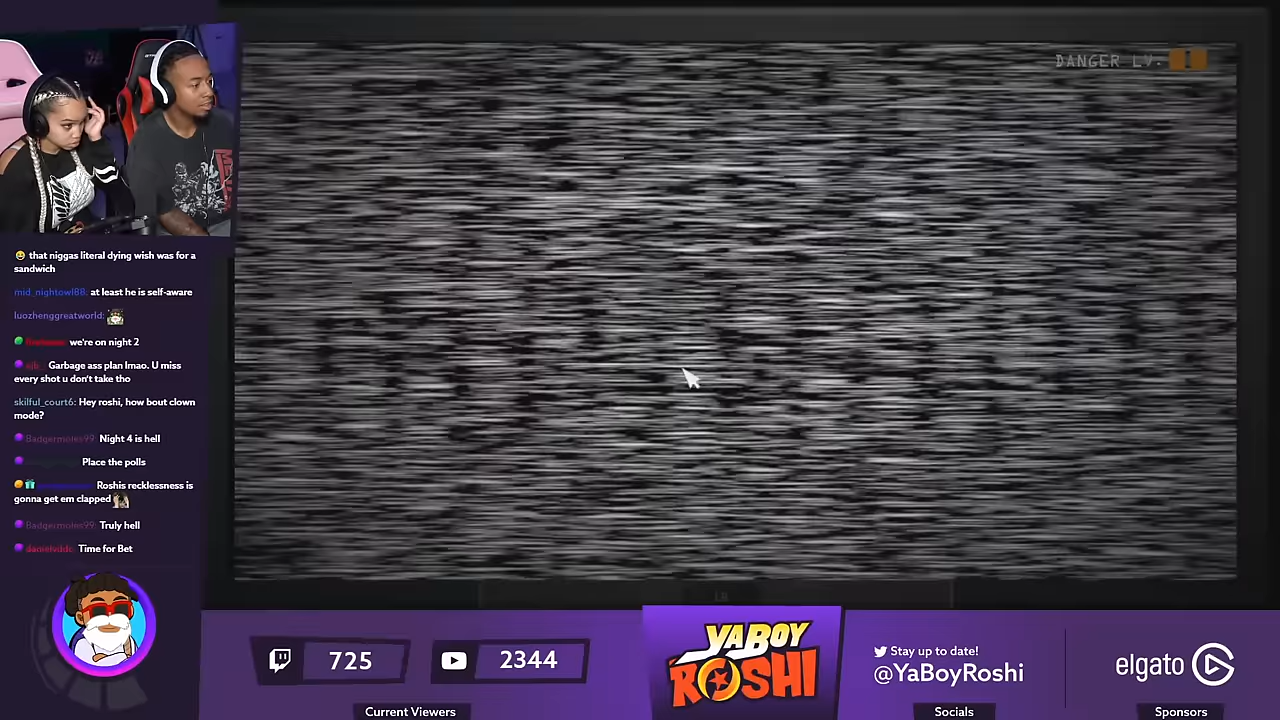 DANGER LV.
that niggas literal dying wish was for a
sandwich
mid_nightowl88: at least he is self-aware
luozhenggreatworld:
we're on night 2
Garbage ass plan lmao. U miss
every shot u don't take tho
skilful_court6: Hey roshi, how bout clown
mode?
Badgermoles99: Night 4 is hell
Place the polls
Roshis recklessness is
gonna get em clapped
Badgermoles99: Truly hell
Time for Bet
725
2344
Current Viewers
YABOY
ROSHI
Stay up to date!
@YaBoyRoshi
Socials
elgato
Sponsors